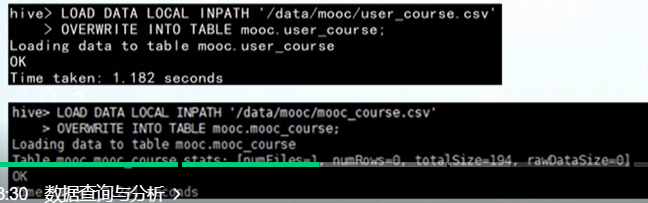 hive> LOAD DATA LOCAL INPATH '/data/mooc/user_course.csv'
> OVERWRITE INTO TABLE mooc.user_course;
Loading data to table mooc.user_course
OK
Time taken: 1.182 seconds
hive> LOAD DATA LOCAL INPATH '/data/mooc/mooc_course.csv'
> OVERWRITE INTO TABLE mooc.mooc_course;
Loading data to table mooc.mooc_course
Table mooc.mooc_course stats: [numFiles=1, numRows=0, totalSize=194, rawDataSize=0]
OK
3:30 数据查询与分析 >